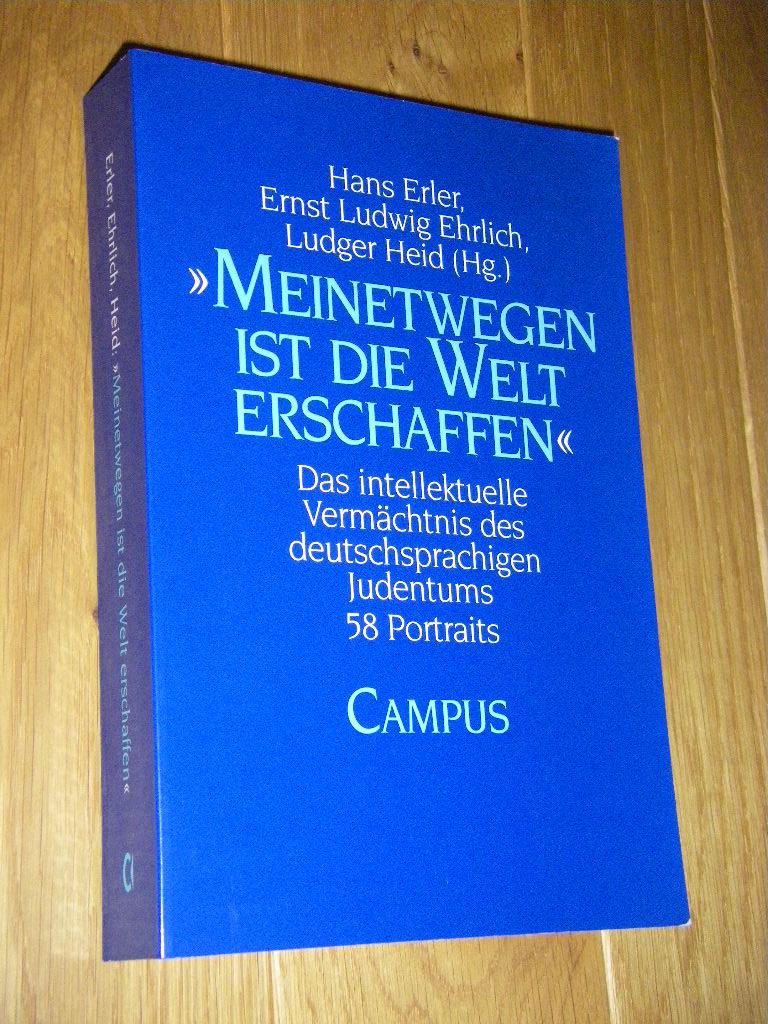 Hans Erler,
Ernst Ludwig Ehrlich,
Ludger Heid (Hg.)
»MEINETWEGEN
IST DIE WELT
ERSCHAFFEN«
Das intellektuelle
Vermächtnis des
deutschsprachigen
Judentums
58 Portraits
CAMPUS
Erler, Ehrlich, Heid: »Meinetwegen ist die Welt erschaffen«